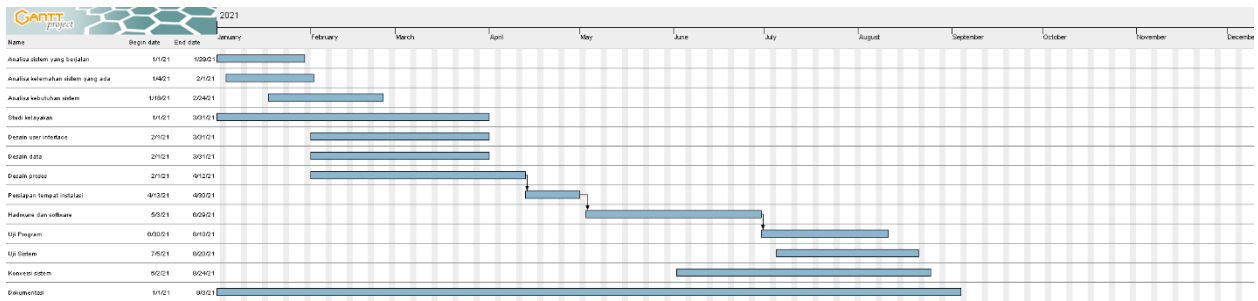 GANTT project
2021
January February March April May June July August September October November December
Name Begin date End date
Analisa sistem yang berjalan 1/1/21 1/29/21
Analisa kelemahan sistem yang ada 1/4/21 2/1/21
Analisa kebutuhan sistem 1/18/21 2/24/21
Studi kelayakan 1/1/21 3/31/21
Desain user interface 2/1/21 3/31/21
Desain data 2/1/21 3/31/21
Desain proses 2/1/21 4/12/21
Persiapan tempat instalasi 4/13/21 4/30/21
Hadware dan software 5/3/21 6/29/21
Uji Program 6/30/21 8/10/21
Uji Sistem 7/5/21 8/20/21
Konversi sistem 6/2/21 8/24/21
Dokumentasi 1/1/21 9/3/21